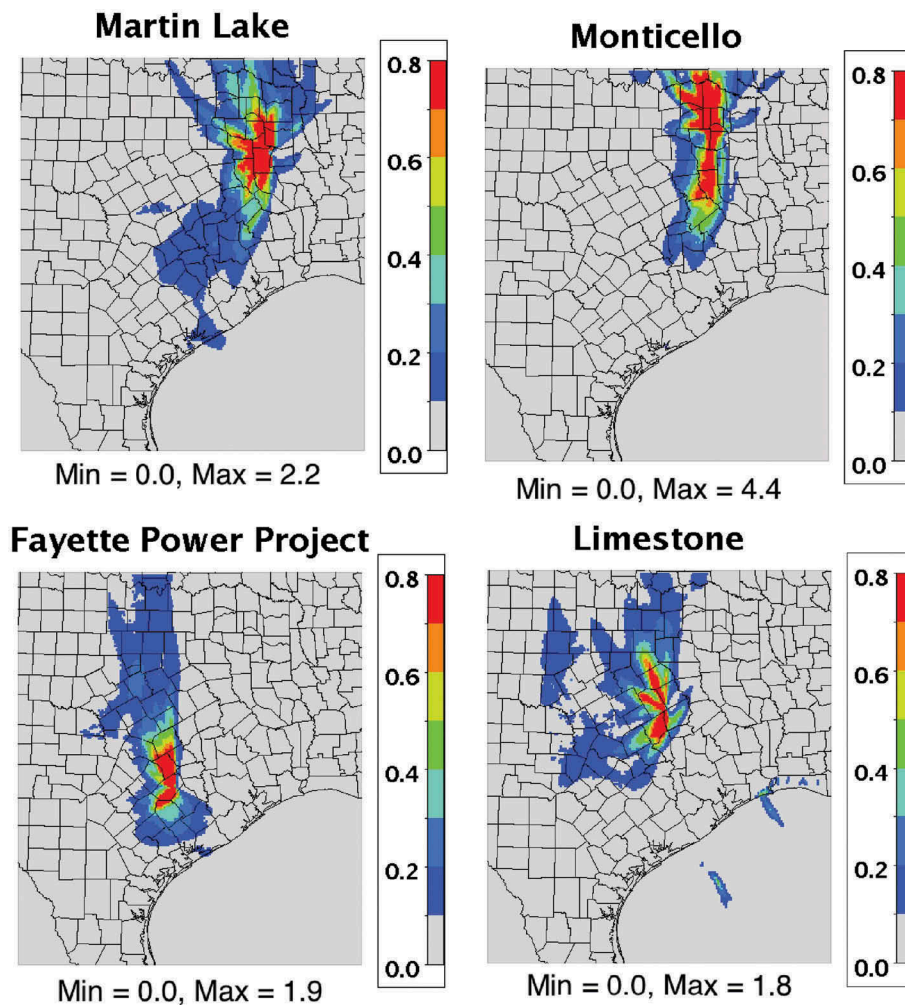 Martin Lake
0.8
0.6
0.4
0.2
0.0
Min = 0.0, Max = 2.2
Monticello
0.8
0.6
0.4
0.2
0.0
Min = 0.0, Max = 4.4
Fayette Power Project
0.8
0.6
0.4
0.2
0.0
Min = 0.0, Max = 1.9
Limestone
0.8
0.6
0.4
0.2
0.0
Min = 0.0, Max = 1.8